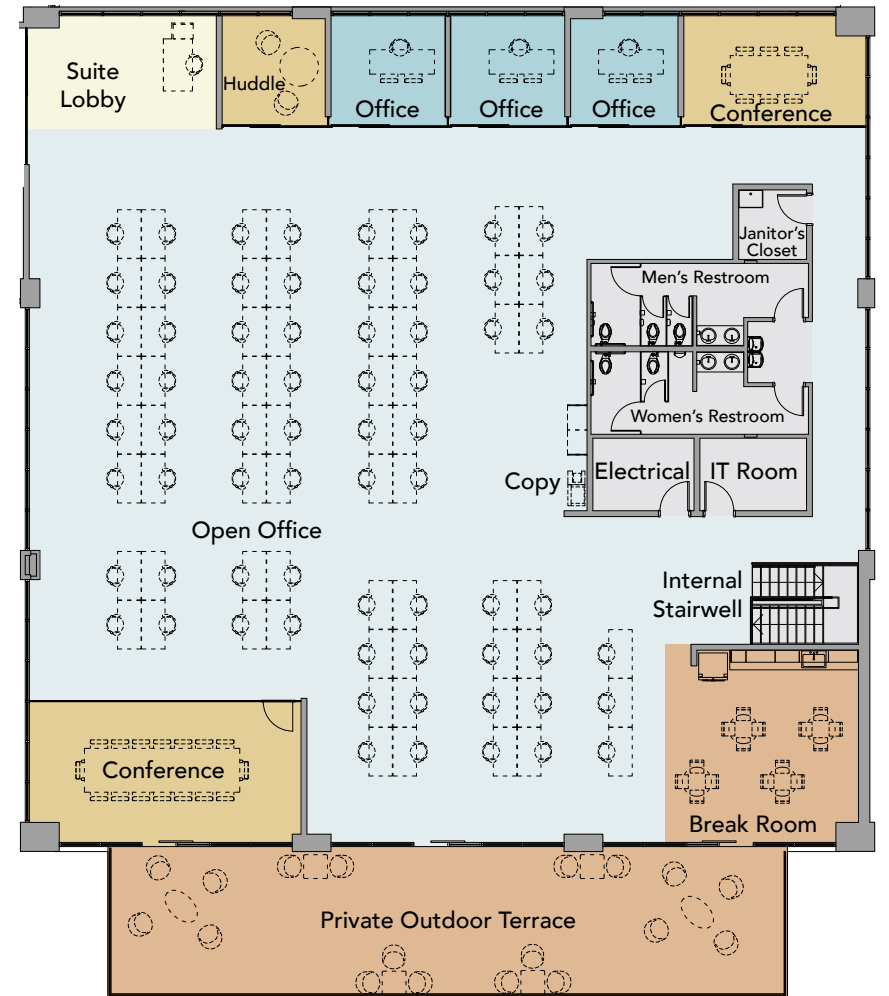 Suite
Lobby
Huddle
Office
Office
Office
Conference
Janitor's
Closet
Men's Restroom
Women's Restroom
Copy
Electrical
IT Room
Open Office
Internal
Stairwell
Conference
Break Room
Private Outdoor Terrace